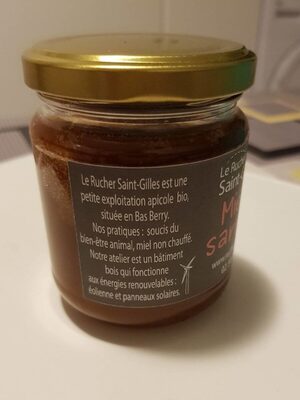 Le Rucher Saint-Gilles est une
petite exploitation apicole bio,
située en Bas Berry.
Nos pratiques : soucis du
bien-être animal, miel non chauffé.
Notre atelier est un bâtiment
bois qui fonctionne
aux énergies renouvelables :
éolienne et panneaux solaires.
Le Rucher
Saint-